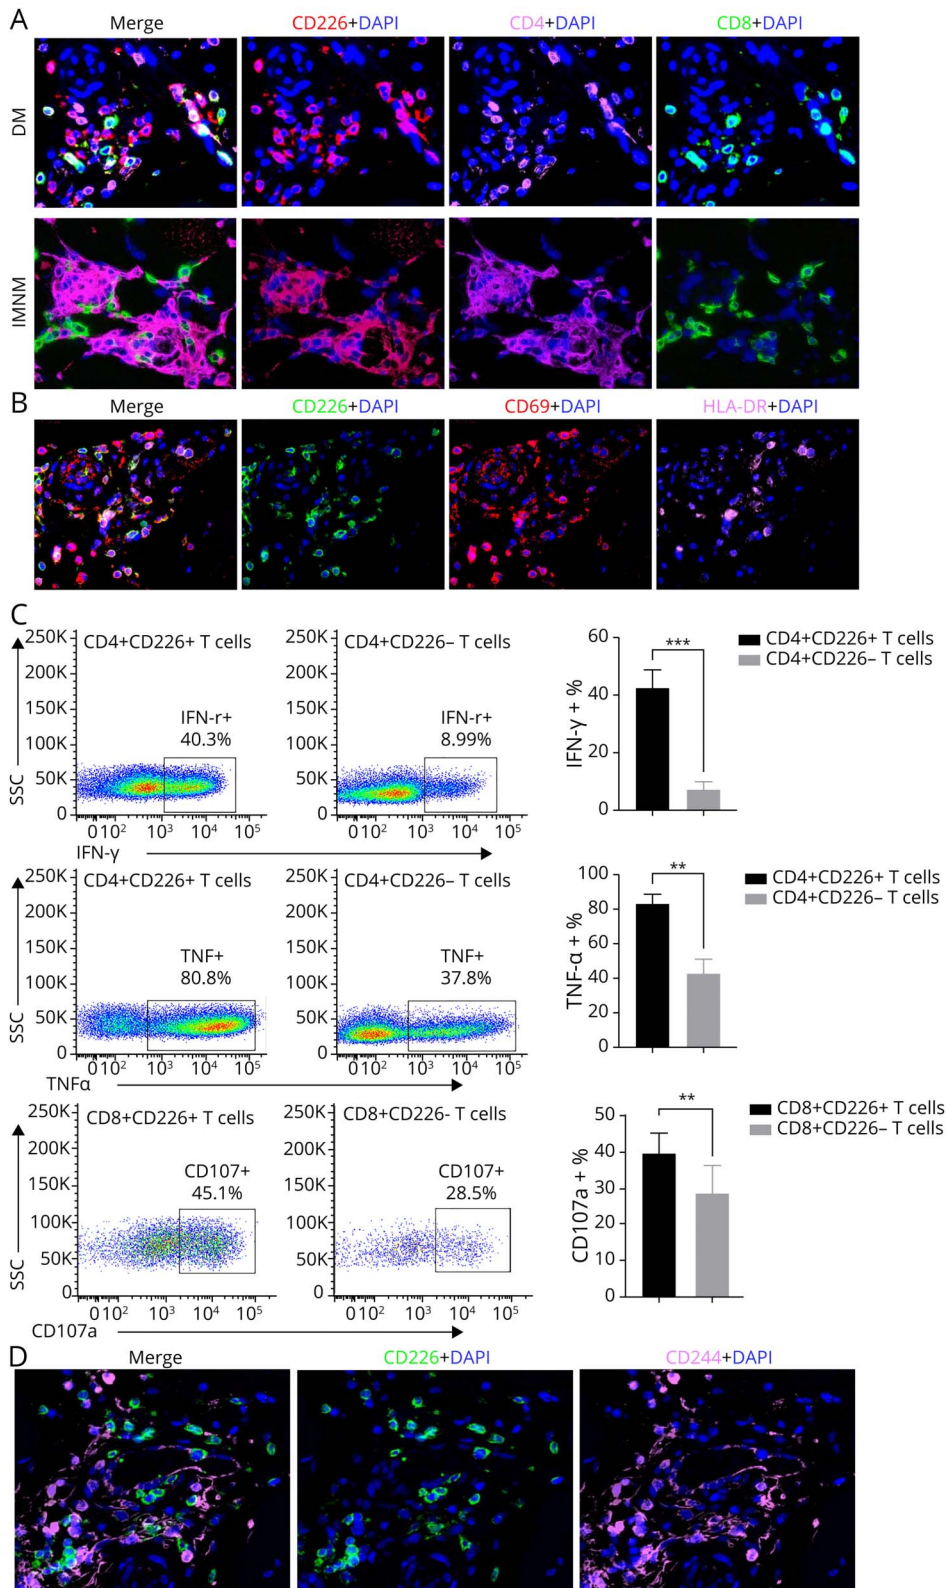 A
Merge
CD226+DAPI
CD4+DAPI
CD8+DAPI
DM
IMNM
B
Merge
CD226+DAPI
CD69+DAPI
HLA-DR+DAPI
C
250K
200K
150K
100K
50K
0
SSC
CD4+CD226+ T cells
IFN-r+
40.3%
0 10² 10³ 10⁴ 10⁵
250K
200K
150K
100K
50K
0
CD4+CD226− T cells
IFN-r+
8.99%
0 10² 10³ 10⁴ 10⁵
IFN-γ
60
40
20
0
IFN-γ + %
***
CD4+CD226+ T cells
CD4+CD226− T cells
250K
200K
150K
100K
50K
0
SSC
CD4+CD226+ T cells
TNF+
80.8%
0 10² 10³ 10⁴ 10⁵
250K
200K
150K
100K
50K
0
CD4+CD226− T cells
TNF+
37.8%
0 10² 10³ 10⁴ 10⁵
TNFα
100
80
60
40
20
0
TNF-α + %
**
CD4+CD226+ T cells
CD4+CD226− T cells
250K
200K
150K
100K
50K
0
SSC
CD8+CD226+ T cells
CD107+
45.1%
0 10² 10³ 10⁴ 10⁵
250K
200K
150K
100K
50K
0
CD8+CD226- T cells
CD107+
28.5%
0 10² 10³ 10⁴ 10⁵
CD107a
50
40
30
20
10
0
CD107a + %
**
CD8+CD226+ T cells
CD8+CD226− T cells
D
Merge
CD226+DAPI
CD244+DAPI